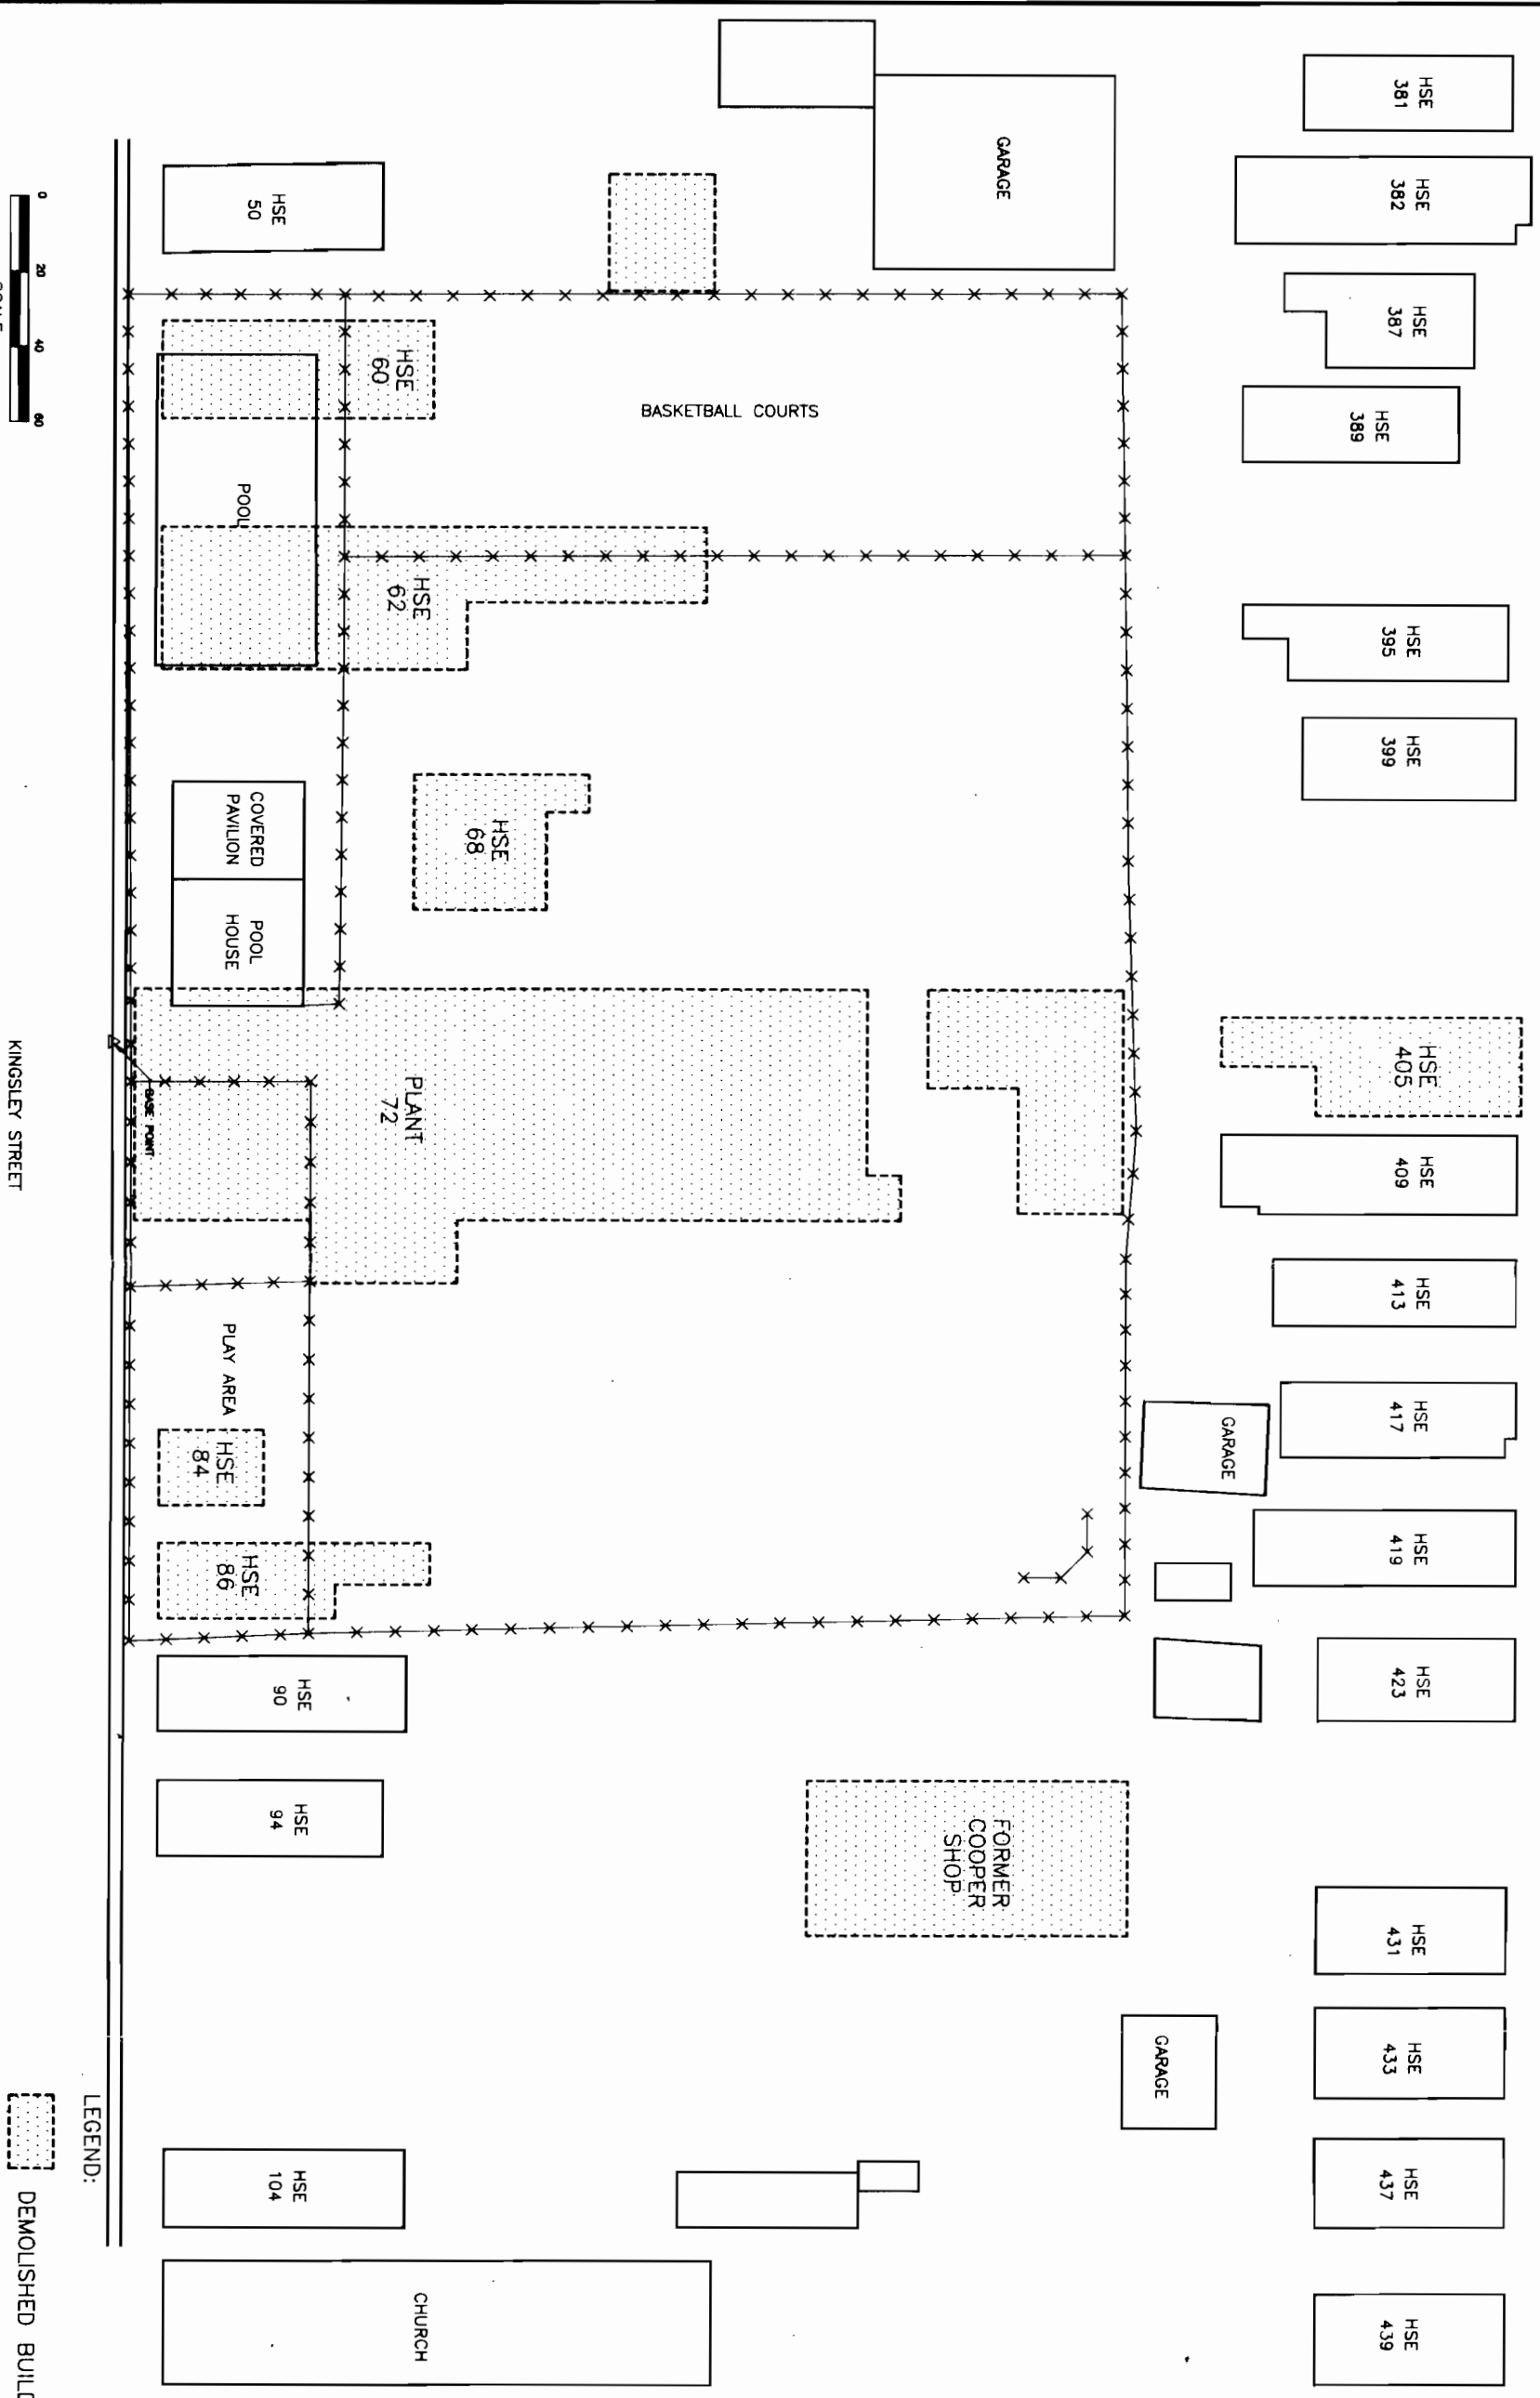 HSE
381
HSE
382
HSE
387
HSE
389
HSE
395
HSE
399
HSE
405
HSE
409
HSE
413
HSE
417
HSE
419
HSE
423
HSE
431
HSE
433
HSE
437
HSE
439
GARAGE
GARAGE
GARAGE
FORMER
COOPER
SHOP
BASKETBALL COURTS
HSE
68
HSE
60
HSE
62
PLANT
72
CHURCH
HSE
50
POOL
COVERED
PAVILION
POOL
HOUSE
PLAY AREA
HSE
84
HSE
86
HSE
90
HSE
94
HSE
104
BASE POINT
LEGEND:
0 20 40 60
SCALE
KINGSLEY STREET
DEMOLISHED BUILD